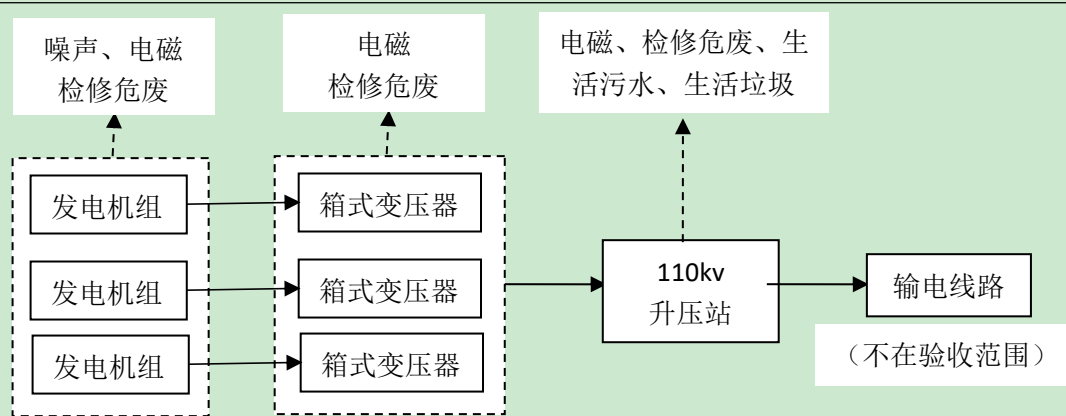 噪声、电磁
检修危废
电磁
检修危废
电磁、检修危废、生
活污水、生活垃圾
发电机组
箱式变压器
发电机组
箱式变压器
发电机组
箱式变压器
110kv
升压站
输电线路
（不在验收范围）